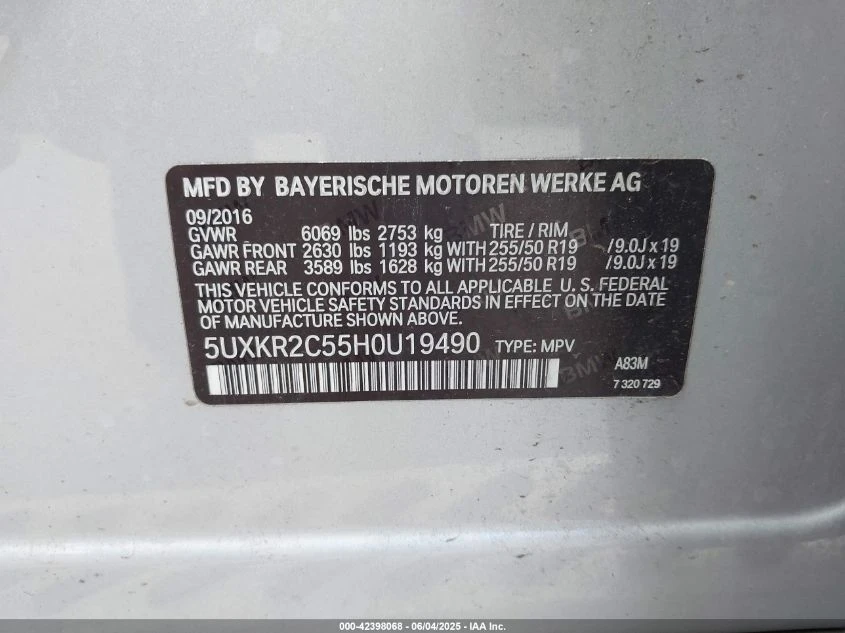 MFD BY BAYERISCHE MOTOREN WERKE AG
09/2016
GVWR 6069 lbs 2753 kg TIRE / RIM
GAWR FRONT 2630 lbs 1193 kg WITH 255/50 R19 /9.0J x 19
GAWR REAR 3589 lbs 1628 kg WITH 255/50 R19 /9.0J x 19
THIS VEHICLE CONFORMS TO ALL APPLICABLE U. S. FEDERAL
MOTOR VEHICLE SAFETY STANDARDS IN EFFECT ON THE DATE
OF MANUFACTURE SHOWN ABOVE.
5UXKR2C55H0U19490 TYPE: MPV
A83M
7 320 729
000-42398068 - 06/04/2025 - IAA Inc.